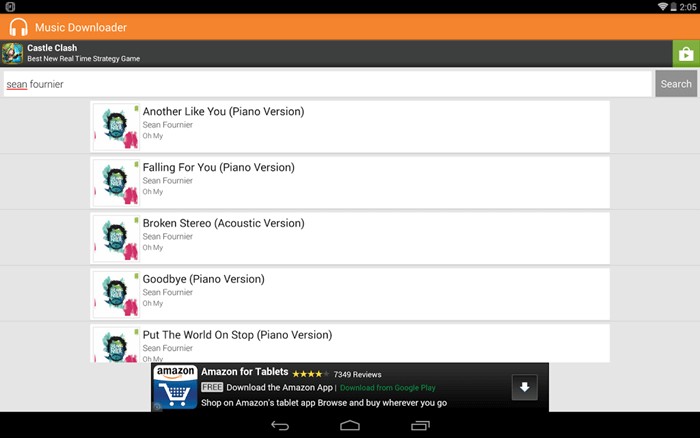 2:05
Music Downloader
Castle Clash
Best New Real Time Strategy Game
sean fournier
Search
Another Like You (Piano Version)
Sean Fournier
Oh My
Falling For You (Piano Version)
Sean Fournier
Oh My
Broken Stereo (Acoustic Version)
Sean Fournier
Oh My
Goodbye (Piano Version)
Sean Fournier
Oh My
Put The World On Stop (Piano Version)
Sean Fournier
Oh My
amazon
Amazon for Tablets 7349 Reviews
FREE Download the Amazon App | Download from Google Play
Shop on Amazon's tablet app Browse and buy wherever you go